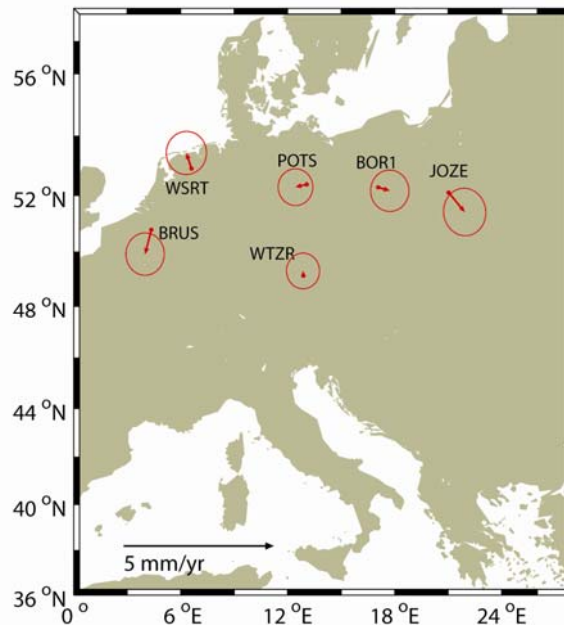 56 °N
52 °N
48 °N
44 °N
40 °N
36 °N
0
6 °E
12 °E
18 °E
24 °E
WSRT
POTS
BOR1
JOZE
BRUS
WTZR
5 mm/yr